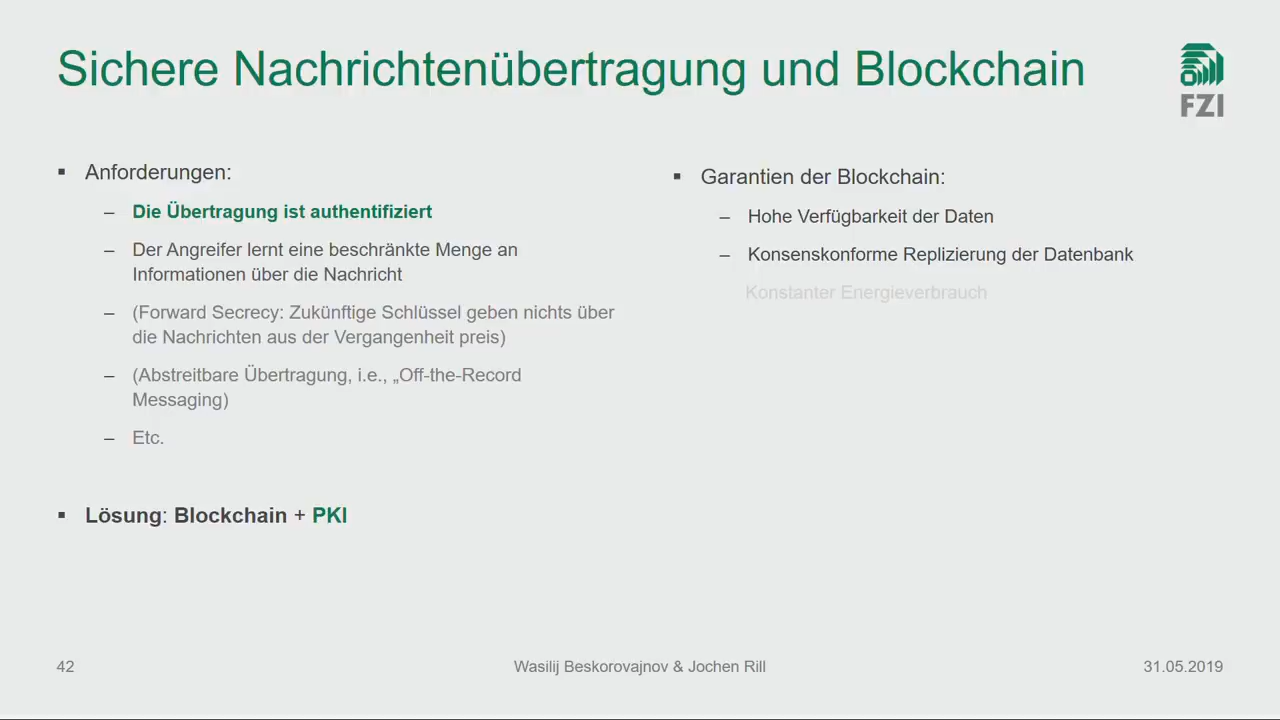 Sichere Nachrichtenübertragung und Blockchain
FZI
▪ Anforderungen:
– Die Übertragung ist authentifiziert
– Der Angreifer lernt eine beschränkte Menge an
Informationen über die Nachricht
– (Forward Secrecy: Zukünftige Schlüssel geben nichts über
die Nachrichten aus der Vergangenheit preis)
– (Abstreitbare Übertragung, i.e., „Off-the-Record
Messaging)
– Etc.
▪ Lösung: Blockchain + PKI
▪ Garantien der Blockchain:
– Hohe Verfügbarkeit der Daten
– Konsenskonforme Replizierung der Datenbank
Konstanter Energieverbrauch
42
Wasilij Beskorovajnov & Jochen Rill
31.05.2019